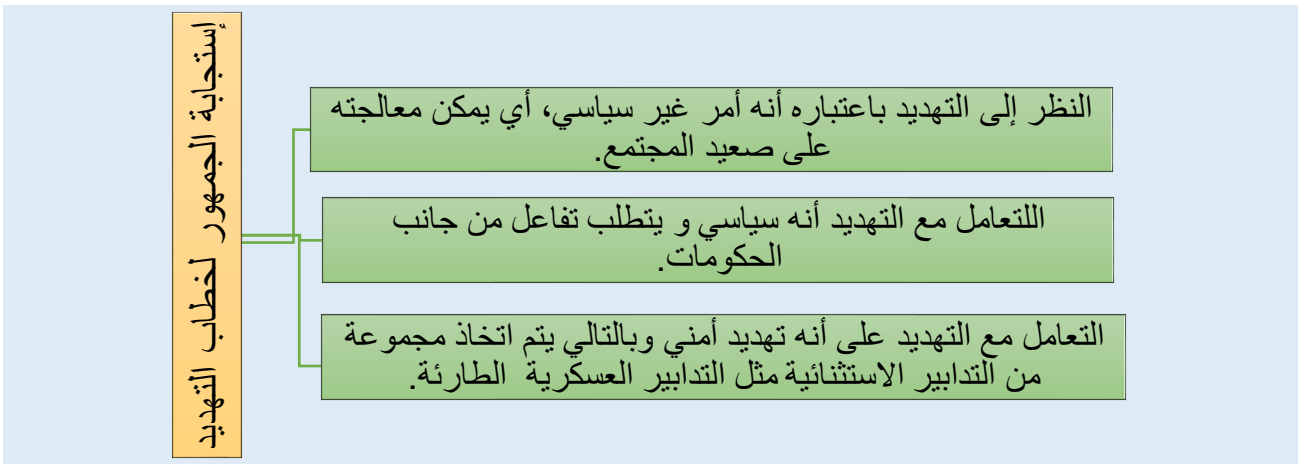 إستجابة الجمهور لخطاب التهديد
النظر إلى التهديد باعتباره أنه أمر غير سياسي، أي يمكن معالجته
على صعيد المجتمع.
اللتعامل مع التهديد أنه سياسي و يتطلب تفاعل من جانب
الحكومات.
التعامل مع التهديد على أنه تهديد أمني وبالتالي يتم اتخاذ مجموعة
من التدابير الاستثنائية مثل التدابير العسكرية الطارئة.